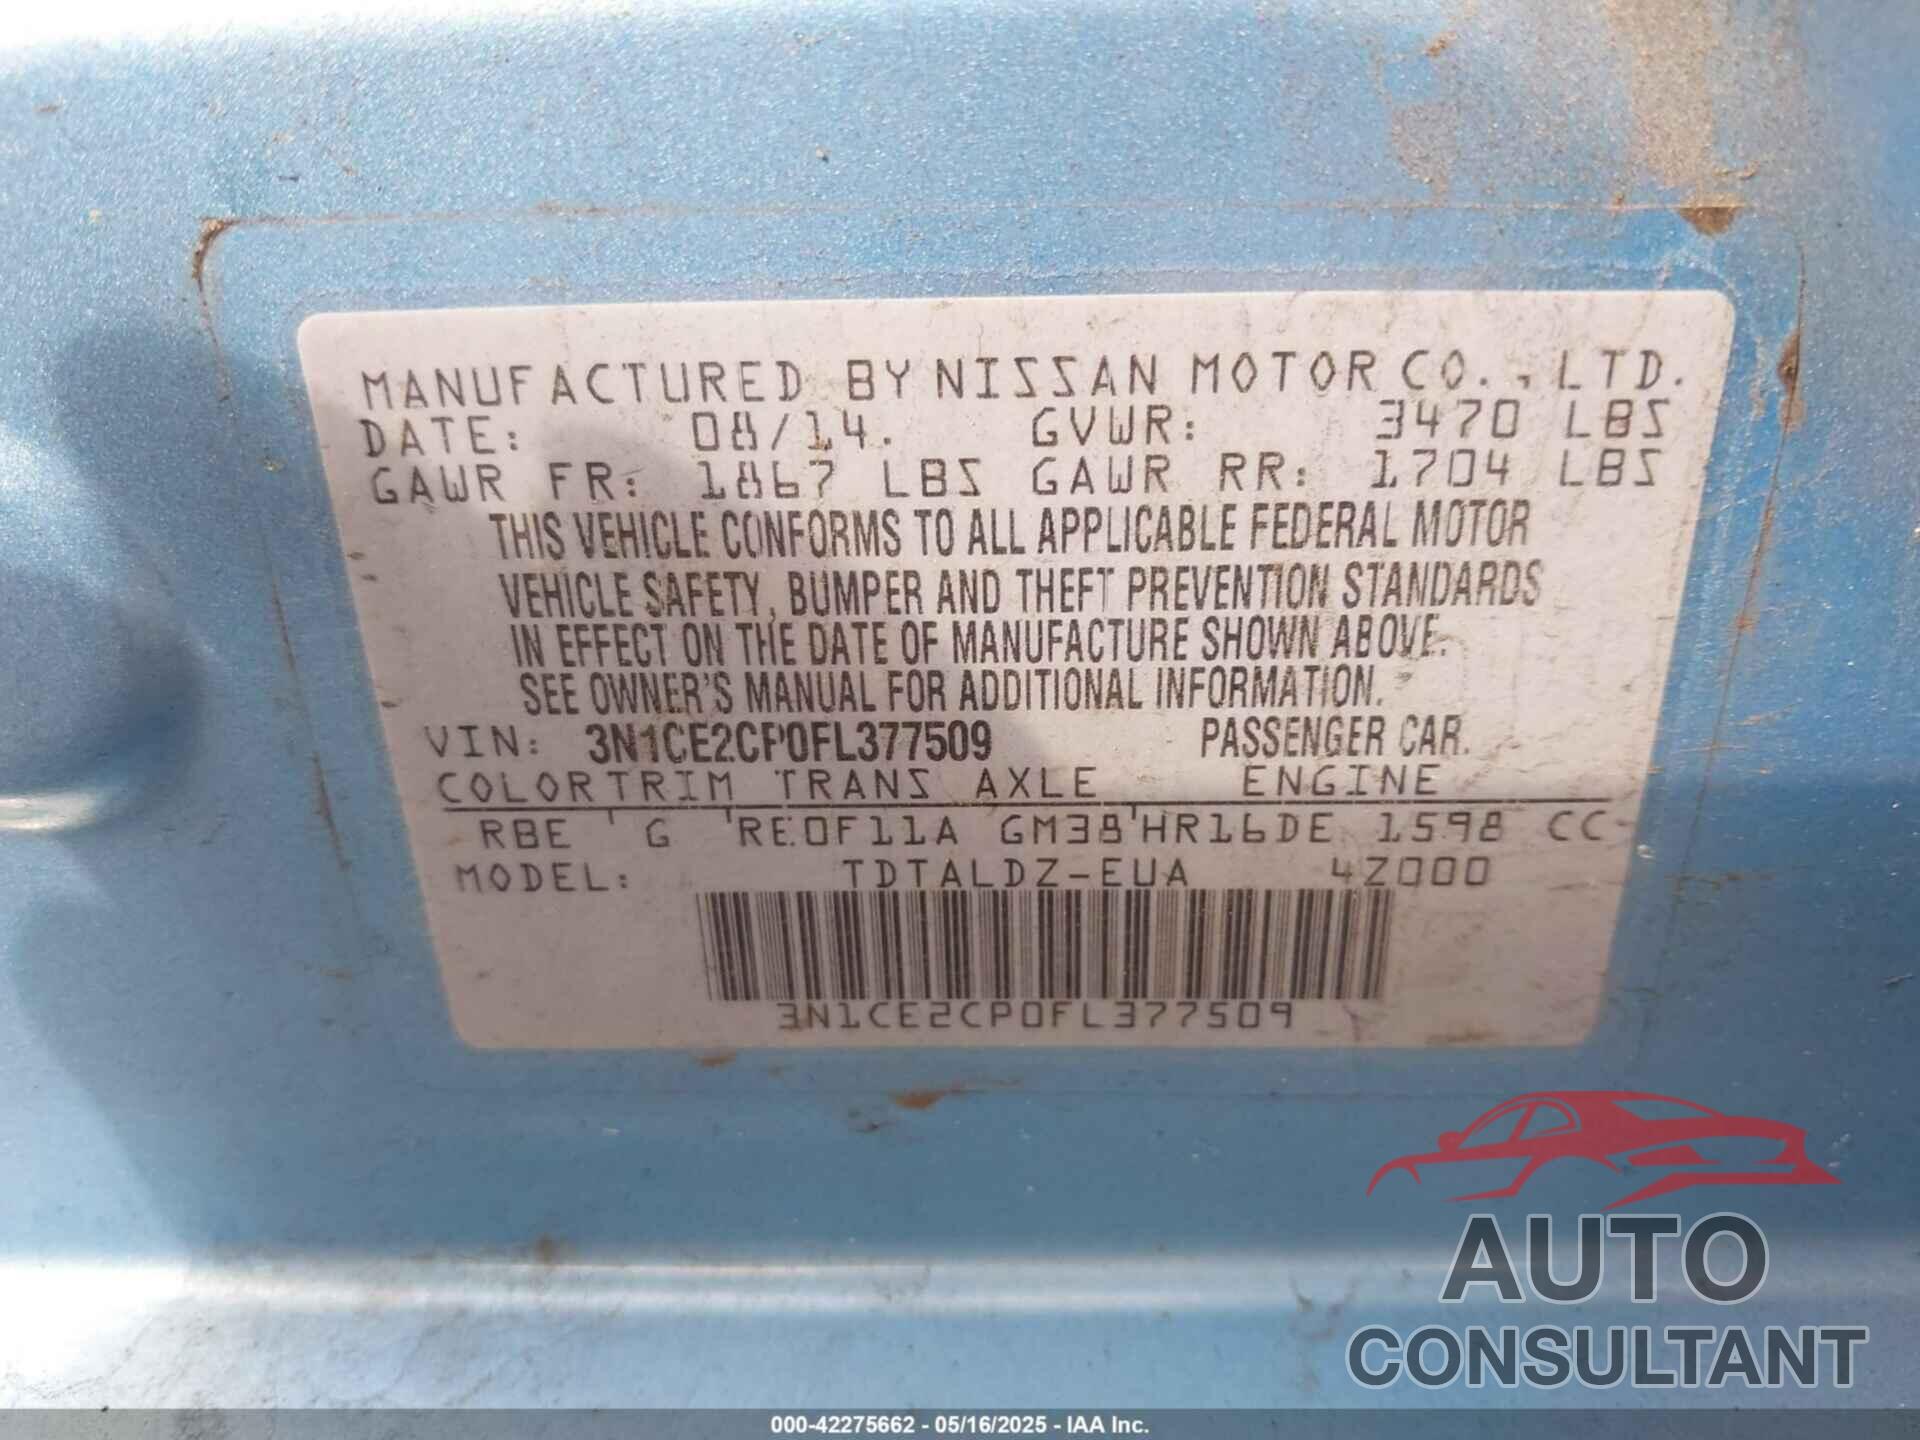 MANUFACTURED BY NISSAN MOTOR CO., LTD.
DATE: 08/14. GVWR: 3470 LBS
GAWR FR: 1867 LBS GAWR RR: 1704 LBS
THIS VEHICLE CONFORMS TO ALL APPLICABLE FEDERAL MOTOR
VEHICLE SAFETY, BUMPER AND THEFT PREVENTION STANDARDS
IN EFFECT ON THE DATE OF MANUFACTURE SHOWN ABOVE.
SEE OWNER'S MANUAL FOR ADDITIONAL INFORMATION.
VIN: 3N1CE2CP0FL377509 PASSENGER CAR.
COLOR TRIM TRANS AXLE ENGINE
RBE G RE0F11A GM38 HR16DE 1598 CC
MODEL: TDTALDZ-EUA 4Z000
3N1CE2CP0FL377509
AUTO
CONSULTANT
000-42275662 - 05/16/2025 - IAA Inc.